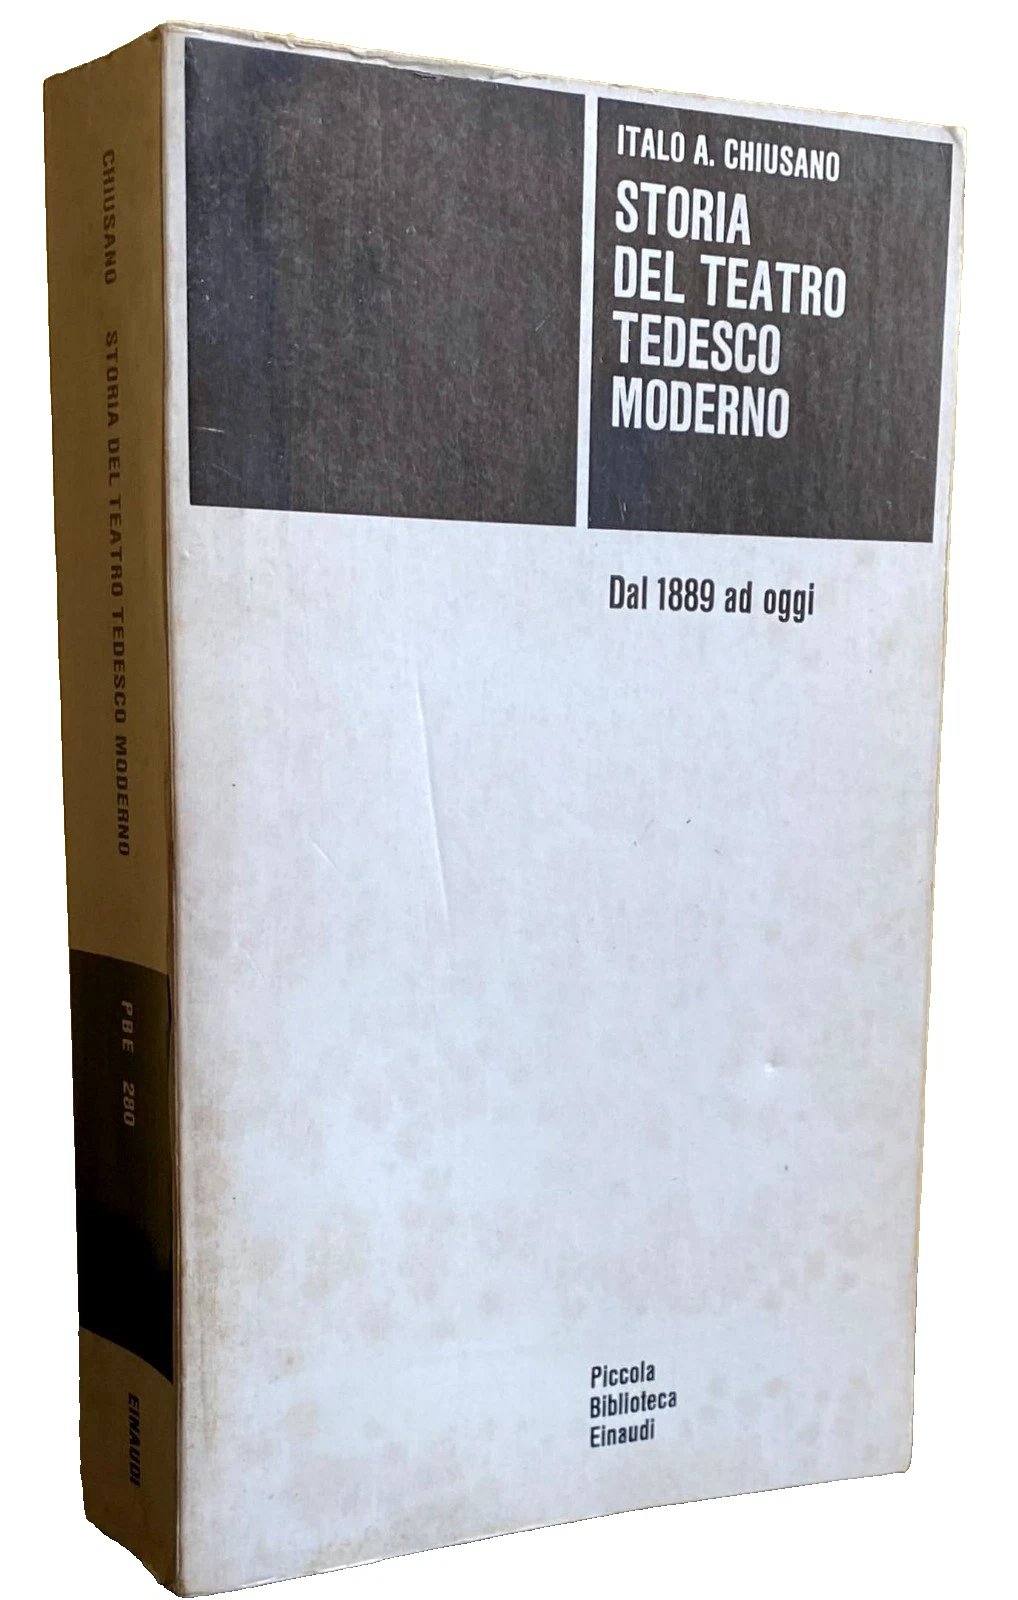 ITALO A. CHIUSANO
STORIA
DEL TEATRO
TEDESCO
MODERNO
Dal 1889 ad oggi
Piccola
Biblioteca
Einaudi
CHIUSANO STORIA DEL TEATRO TEDESCO MODERNO
PBE 280
EINAUDI